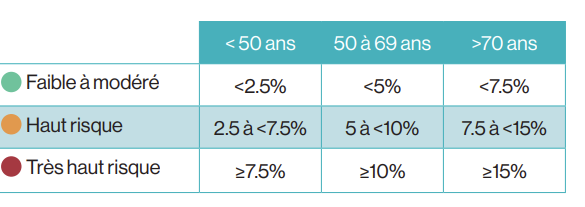 < 50 ans 50 à 69 ans >70 ans
Faible à modéré <2.5% <5% <7.5%
Haut risque 2.5 à <7.5% 5 à <10% 7.5 à <15%
Très haut risque ≥7.5% ≥10% ≥15%